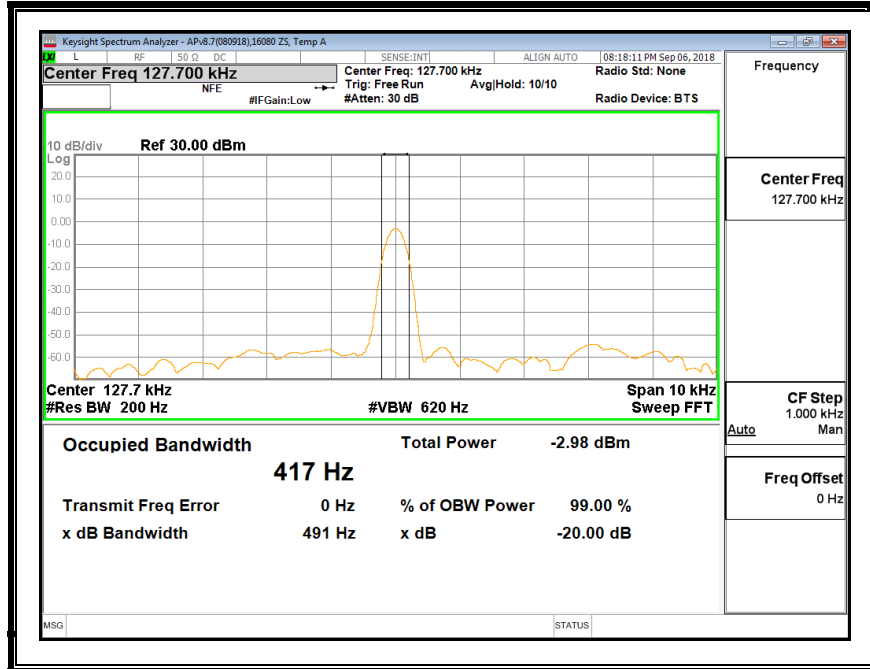 Keysight Spectrum Analyzer - APv8.7(080918),16080 ZS, Temp A
LXI L RF 50 Ω DC SENSE:INT ALIGN AUTO 08:18:11 PM Sep 06, 2018
Center Freq 127.700 kHz
NFE
#IFGain:Low
Center Freq: 127.700 kHz
Trig: Free Run Avg|Hold: 10/10
#Atten: 30 dB
Radio Std: None
Radio Device: BTS
10 dB/div Ref 30.00 dBm
Log
20.0
10.0
0.00
-10.0
-20.0
-30.0
-40.0
-50.0
-60.0
Center 127.7 kHz Span 10 kHz
#Res BW 200 Hz #VBW 620 Hz Sweep FFT
Occupied Bandwidth Total Power -2.98 dBm
417 Hz
Transmit Freq Error 0 Hz % of OBW Power 99.00 %
x dB Bandwidth 491 Hz x dB -20.00 dB
MSG STATUS
Frequency
Center Freq
127.700 kHz
CF Step
1.000 kHz
Auto Man
Freq Offset
0 Hz